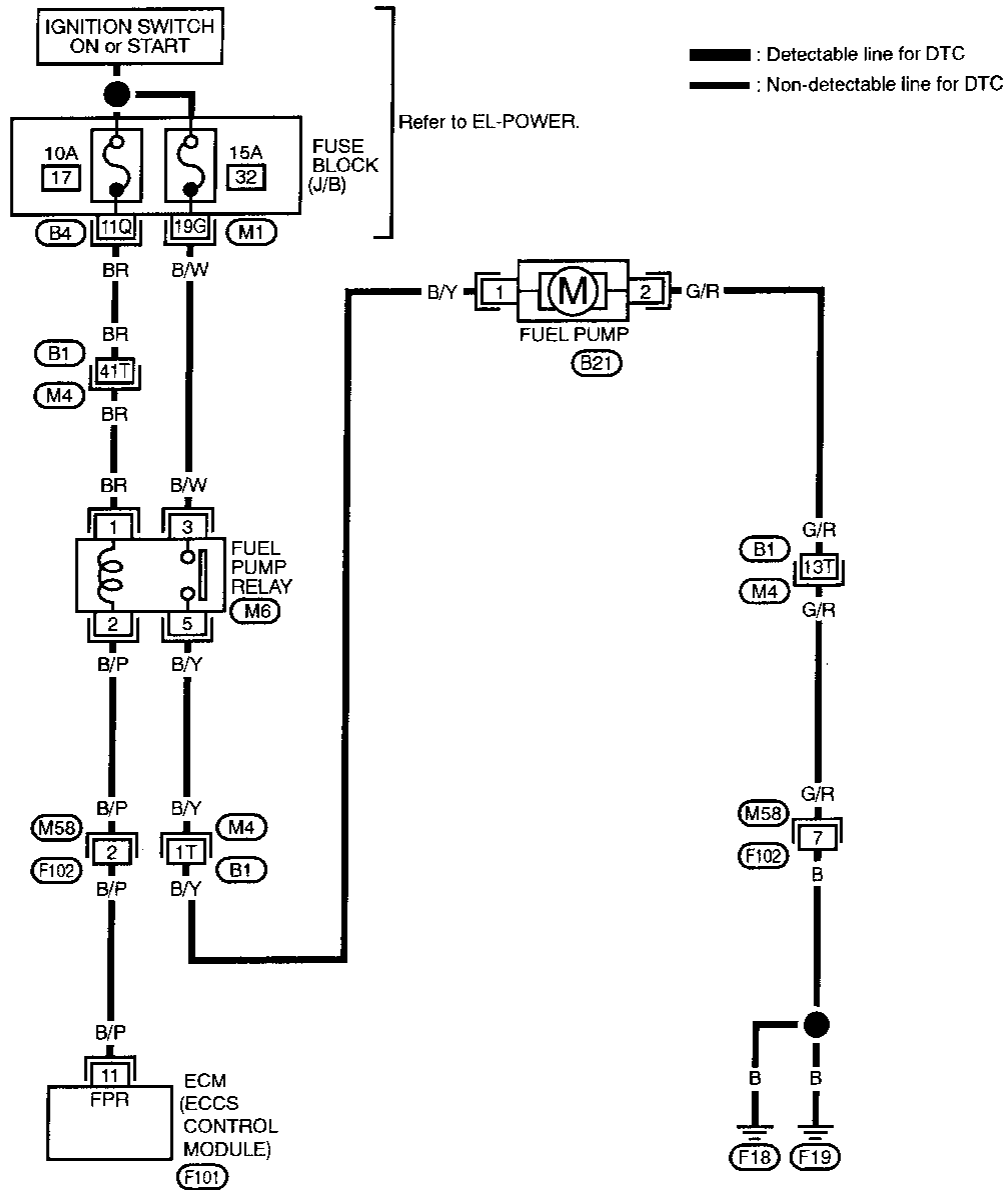 IGNITION SWITCH
ON or START
: Detectable line for DTC
: Non-detectable line for DTC
Refer to EL-POWER.
10A
17
15A
32
FUSE
BLOCK
(J/B)
B4
11Q
19G
M1
BR
B/W
B/Y
1
M
2
G/R
FUEL PUMP
B21
BR
B1
41T
M4
BR
BR
B/W
1
3
FUEL
PUMP
RELAY
M6
2
5
B/P
B/Y
G/R
B1
13T
M4
G/R
B/P
B/Y
M58
2
F102
B/P
1T
M4
B1
B/Y
G/R
M58
7
F102
B
B/P
11
FPR
ECM
(ECCS
CONTROL
MODULE)
F101
B
B
F18
F19